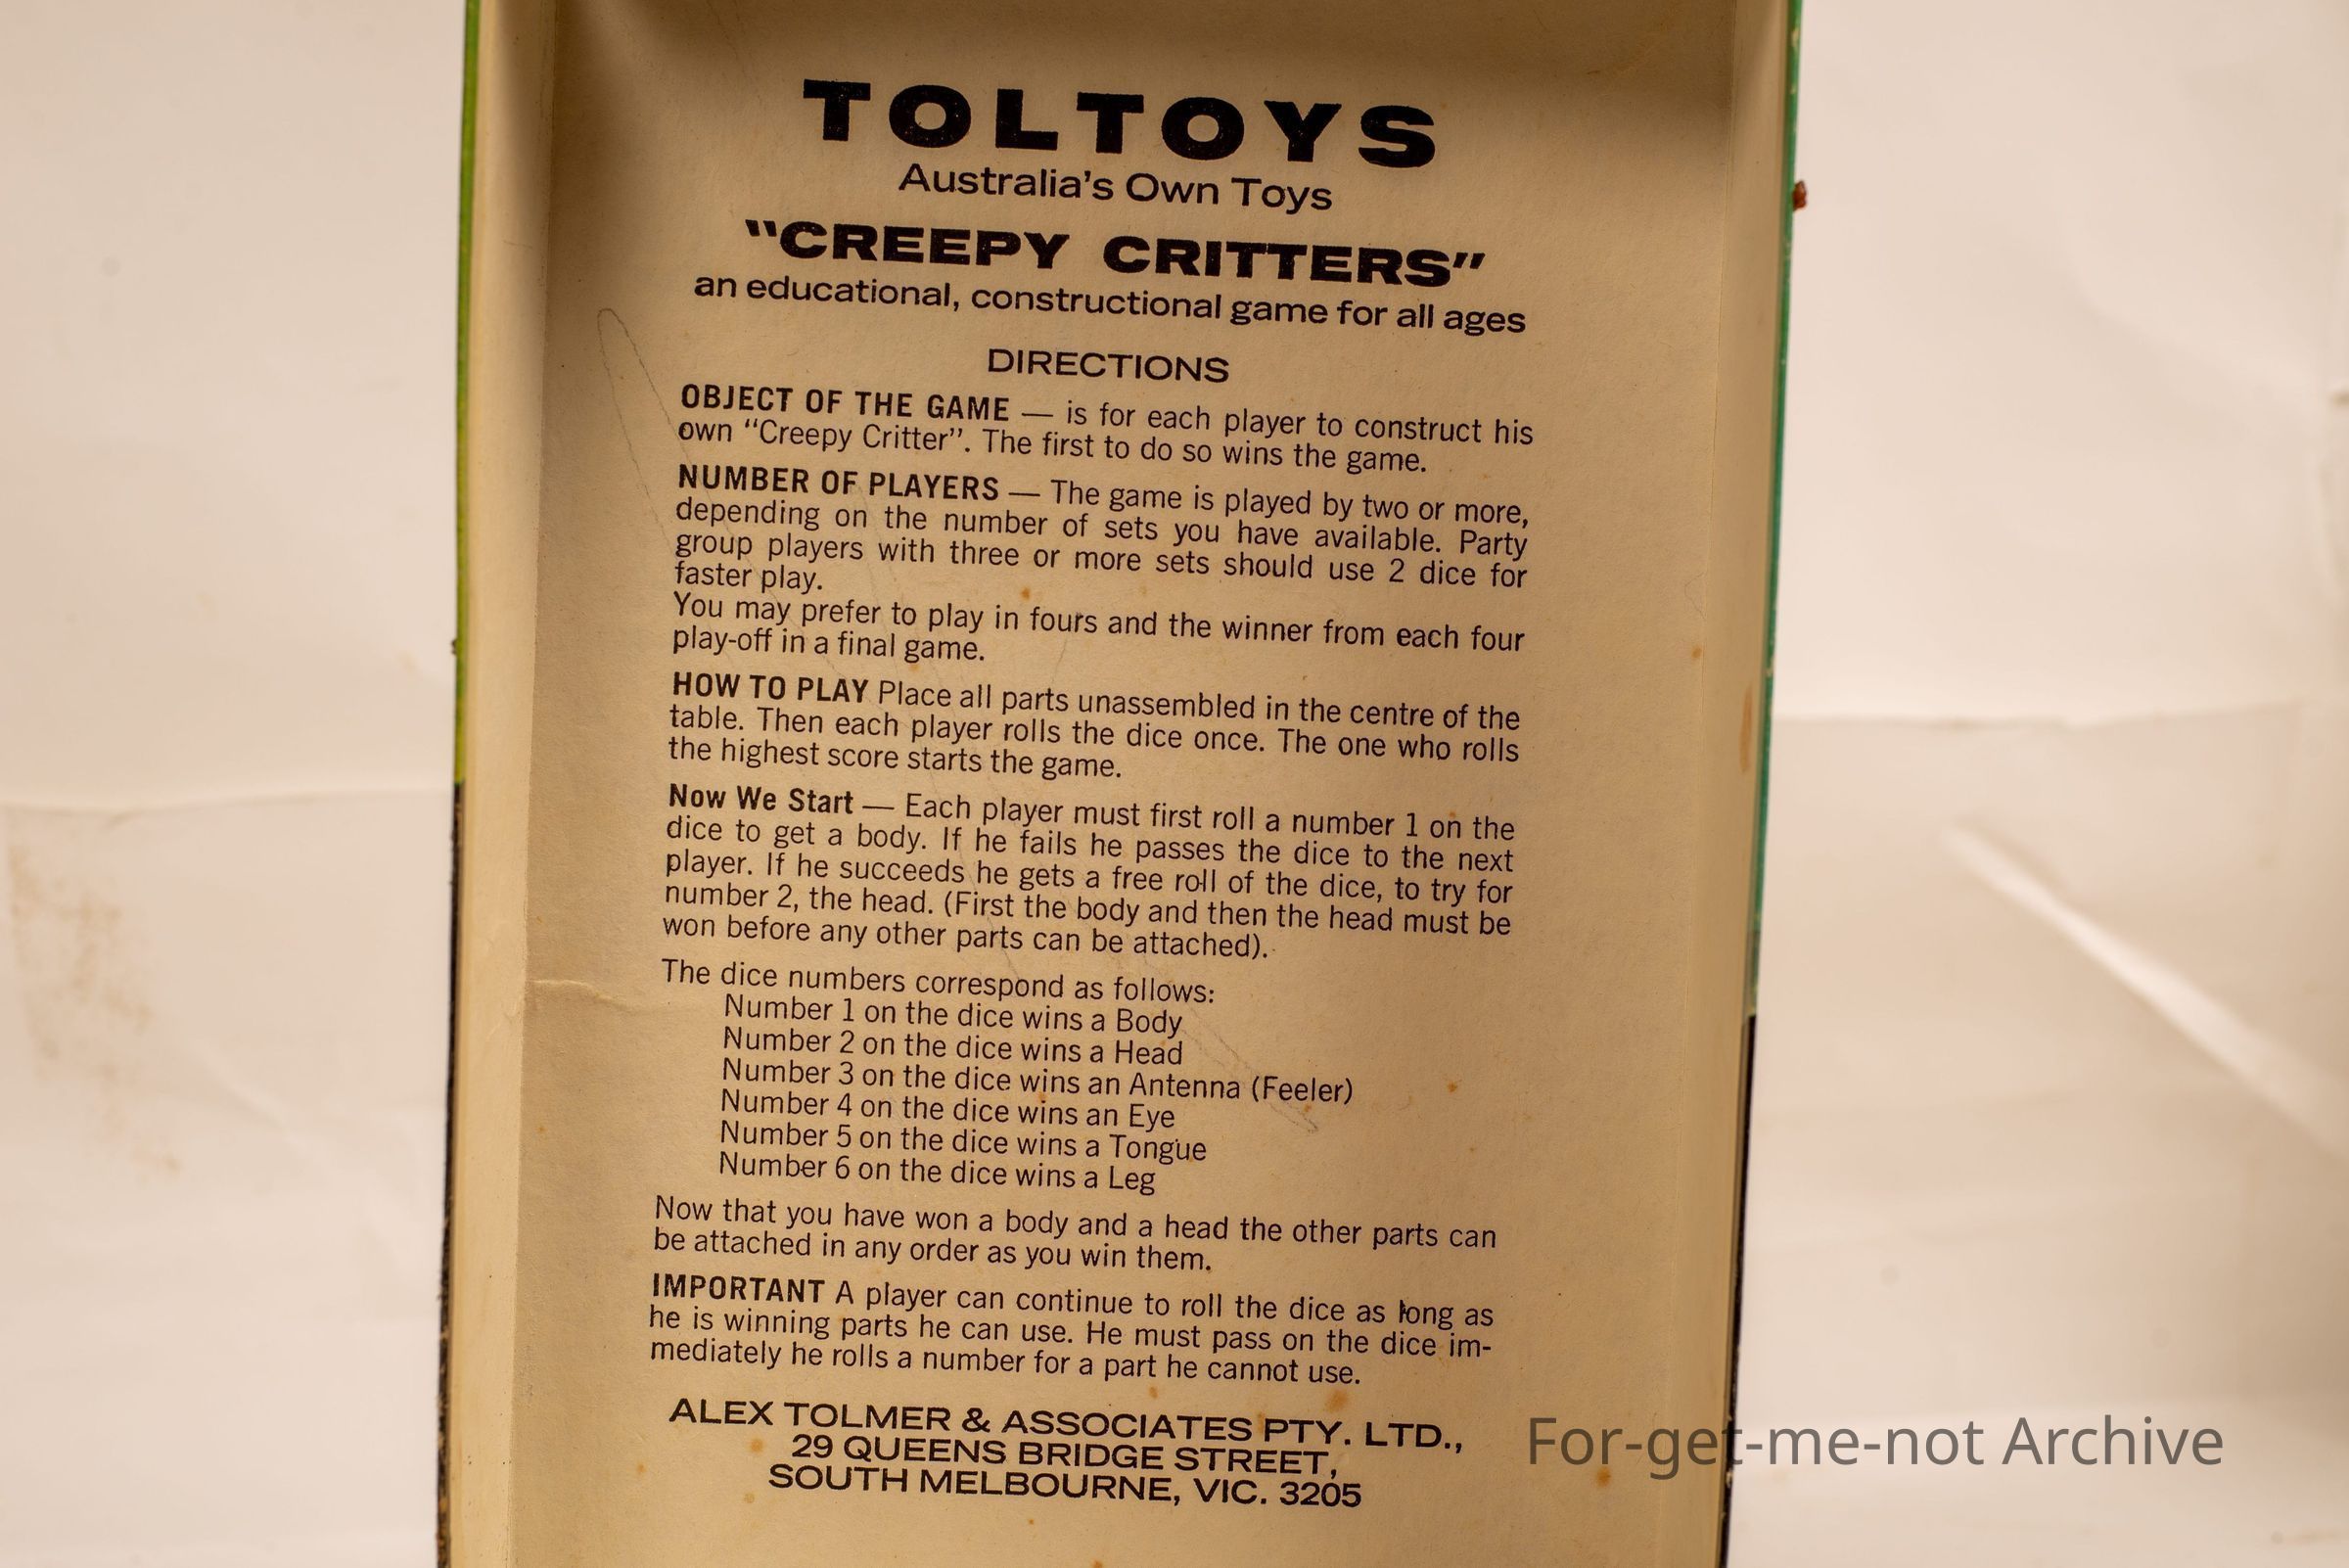 TOLTOYS
Australia's Own Toys
"CREEPY CRITTERS"
an educational, constructional game for all ages
DIRECTIONS
OBJECT OF THE GAME — is for each player to construct his
own "Creepy Critter". The first to do so wins the game.
NUMBER OF PLAYERS — The game is played by two or more,
depending on the number of sets you have available. Party
group players with three or more sets should use 2 dice for
faster play.
You may prefer to play in fours and the winner from each four
play-off in a final game.
HOW TO PLAY Place all parts unassembled in the centre of the
table. Then each player rolls the dice once. The one who rolls
the highest score starts the game.
Now We Start — Each player must first roll a number 1 on the
dice to get a body. If he fails he passes the dice to the next
player. If he succeeds he gets a free roll of the dice, to try for
number 2, the head. (First the body and then the head must be
won before any other parts can be attached).
The dice numbers correspond as follows:
Number 1 on the dice wins a Body
Number 2 on the dice wins a Head
Number 3 on the dice wins an Antenna (Feeler)
Number 4 on the dice wins an Eye
Number 5 on the dice wins a Tongue
Number 6 on the dice wins a Leg
Now that you have won a body and a head the other parts can
be attached in any order as you win them.
IMPORTANT A player can continue to roll the dice as long as
he is winning parts he can use. He must pass on the dice im-
mediately he rolls a number for a part he cannot use.
ALEX TOLMER & ASSOCIATES PTY. LTD.,
29 QUEENS BRIDGE STREET,
SOUTH MELBOURNE, VIC. 3205
For-get-me-not Archive